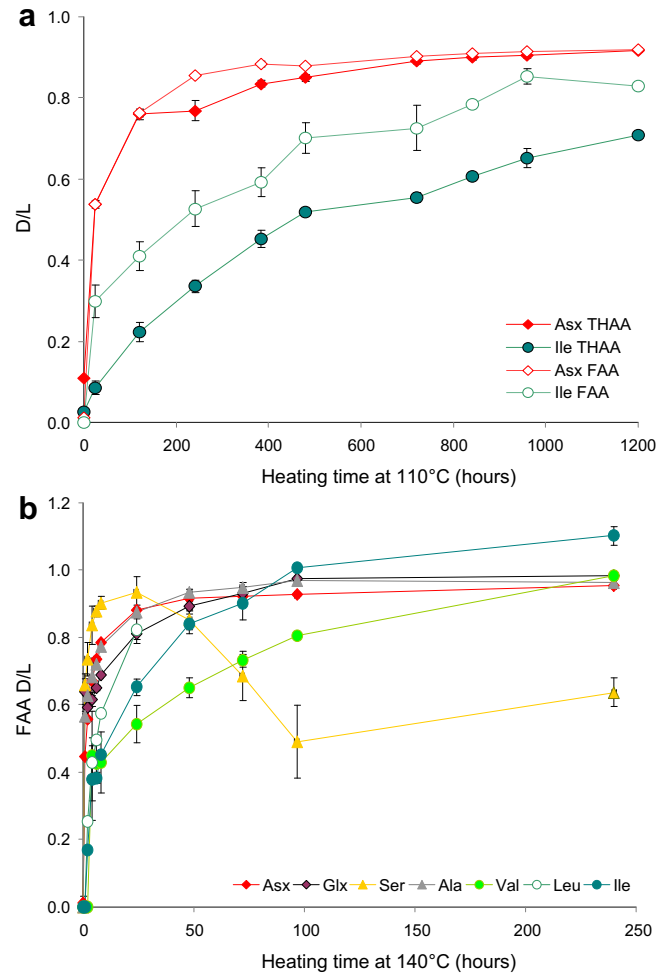 a
1.0
0.8
0.6
0.4
0.2
0.0
D/L
Asx THAA
Ile THAA
Asx FAA
Ile FAA
0 200 400 600 800 1000 1200
Heating time at 110°C (hours)
b
1.2
1.0
0.8
0.6
0.4
0.2
0.0
FAA D/L
Asx Glx Ser Ala Val Leu Ile
0 50 100 150 200 250
Heating time at 140°C (hours)